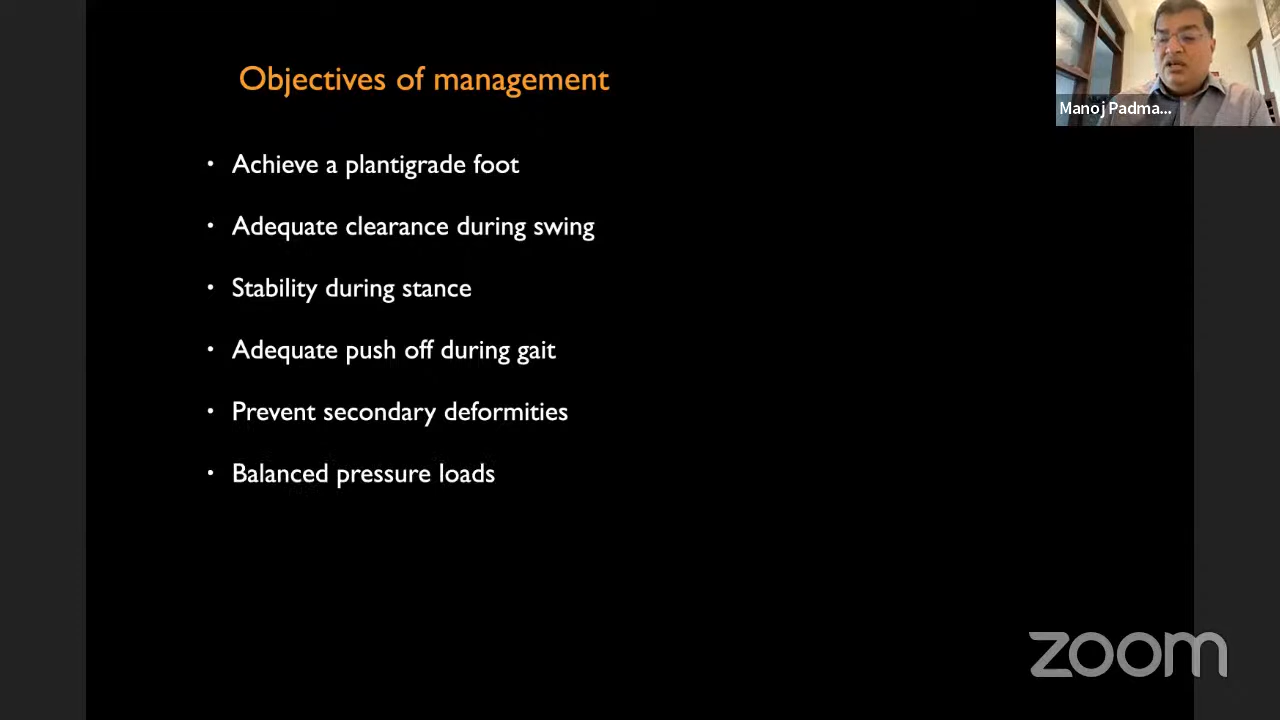 Objectives of management
Manoj Padma...
• Achieve a plantigrade foot
• Adequate clearance during swing
• Stability during stance
• Adequate push off during gait
• Prevent secondary deformities
• Balanced pressure loads
zoom